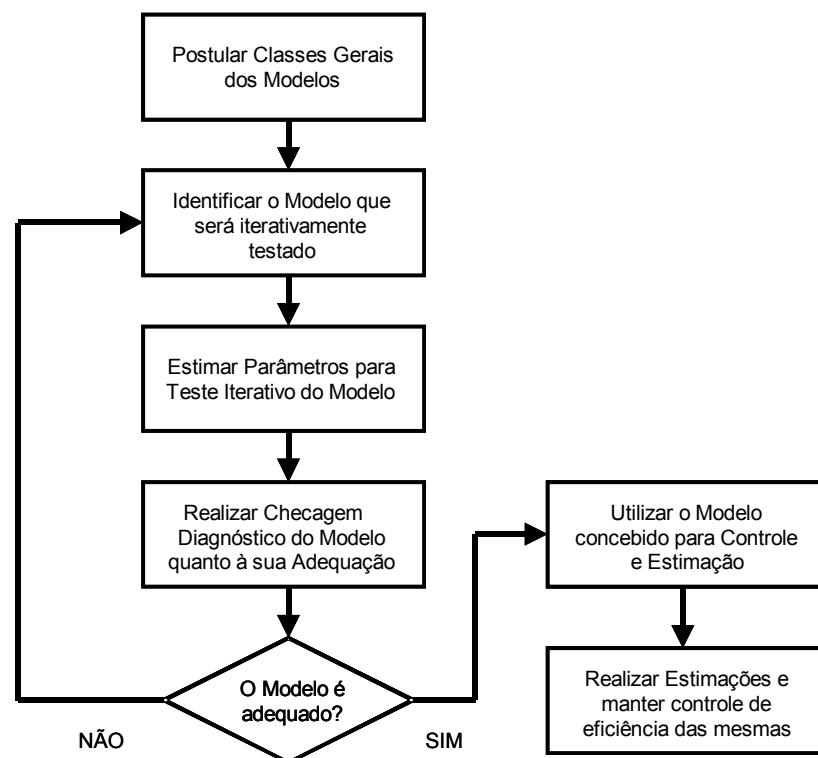 Postular Classes Gerais
dos Modelos
Identificar o Modelo que
será iterativamente
testado
Estimar Parâmetros para
Teste Iterativo do Modelo
Realizar Checagem
Diagnóstico do Modelo
quanto à sua Adequação
O Modelo é
adequado?
NÃO
SIM
Utilizar o Modelo
concebido para Controle
e Estimação
Realizar Estimações e
manter controle de
eficiência das mesmas